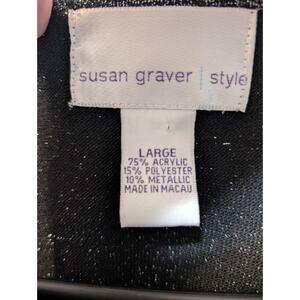 susan graver | style
LARGE
75% ACRYLIC
15% POLYESTER
10% METALLIC
MADE IN MACAU